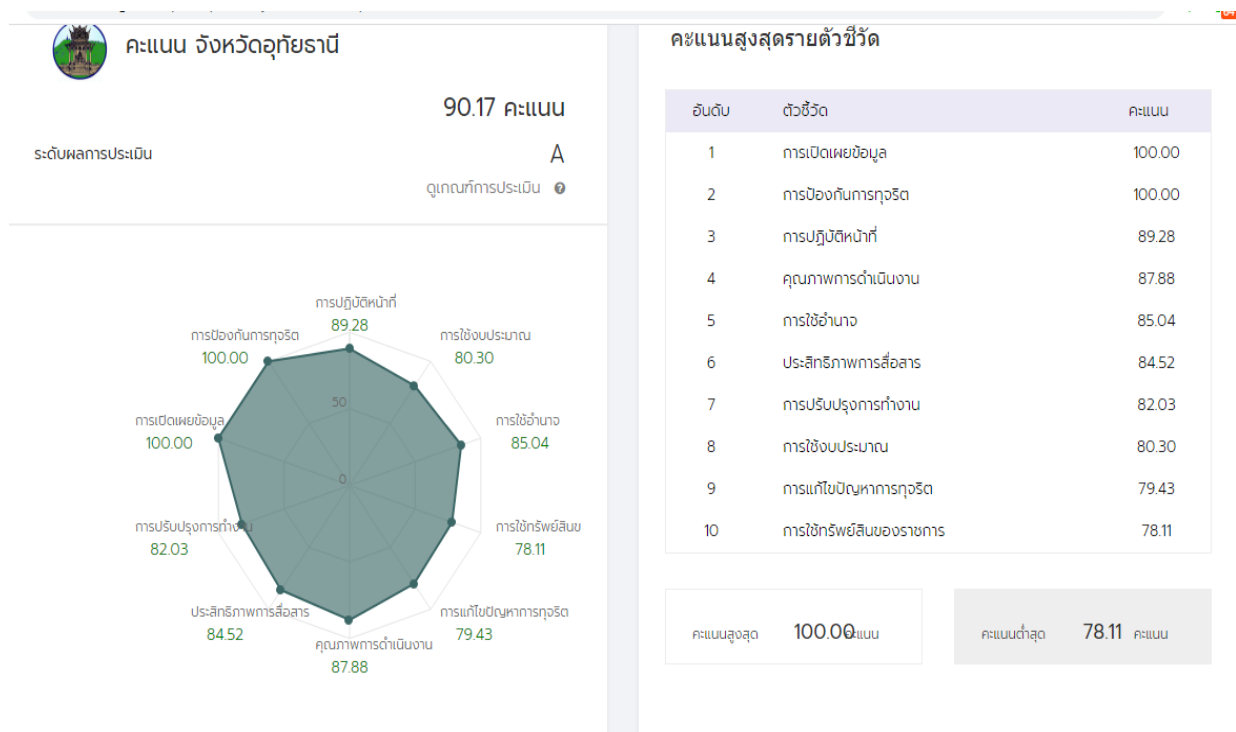 คะแนน จังหวัดอุทัยธานี
90.17 คะแนน
ระดับผลการประเมิน A
ดูเกณฑ์การประเมิน
การปฏิบัติหน้าที่
89.28
การป้องกันการทุจริต
100.00
การใช้งบประมาณ
80.30
50
การเปิดเผยข้อมูล
100.00
การใช้อำนาจ
85.04
0
การปรับปรุงการทำงาน
82.03
การใช้ทรัพย์สินข
78.11
ประสิทธิภาพการสื่อสาร
84.52
การแก้ไขปัญหาการทุจริต
79.43
คุณภาพการดำเนินงาน
87.88
คะแนนสูงสุดรายตัวชี้วัด
อันดับ ตัวชี้วัด คะแนน
1 การเปิดเผยข้อมูล 100.00
2 การป้องกันการทุจริต 100.00
3 การปฏิบัติหน้าที่ 89.28
4 คุณภาพการดำเนินงาน 87.88
5 การใช้อำนาจ 85.04
6 ประสิทธิภาพการสื่อสาร 84.52
7 การปรับปรุงการทำงาน 82.03
8 การใช้งบประมาณ 80.30
9 การแก้ไขปัญหาการทุจริต 79.43
10 การใช้ทรัพย์สินของราชการ 78.11
คะแนนสูงสุด 100.00 คะแนน
คะแนนต่ำสุด 78.11 คะแนน